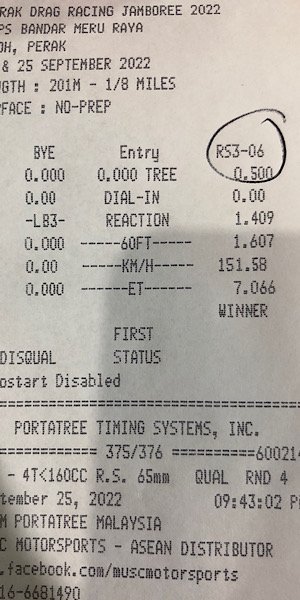 RAK DRAG RACING JAMBOREE 2022
PS BANDAR MERU RAYA
OH, PERAK
& 25 SEPTEMBER 2022
GTH : 201M - 1/8 MILES
FACE : NO-PREP
BYE Entry RS3-06
0.000 0.000 TREE 0.500
0.00 DIAL-IN 0.00
-LB3- REACTION 1.409
0.000 ------60FT------ 1.607
0.00 ------KM/H------ 151.58
0.000 -------ET------- 7.066
WINNER
FIRST
DISQUAL STATUS
ostart Disabled
PORTATREE TIMING SYSTEMS, INC.
============ 375/376 ==========600214
- 4T<160CC R.S. 65mm QUAL RND 4
tember 25, 2022 09:43:02 P
M PORTATREE MALAYSIA
C MOTORSPORTS - ASEAN DISTRIBUTOR
.facebook.com/muscmotorsports
016-6681490